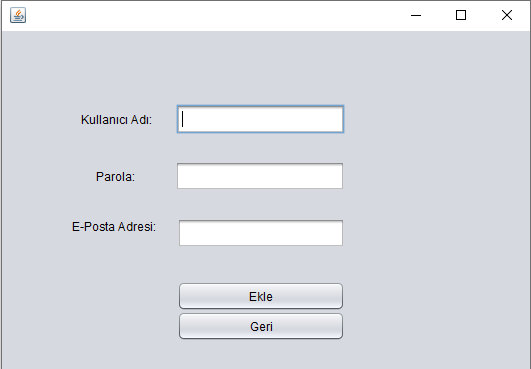 Kullanıcı Adı:
Parola:
E-Posta Adresi:
Ekle
Geri